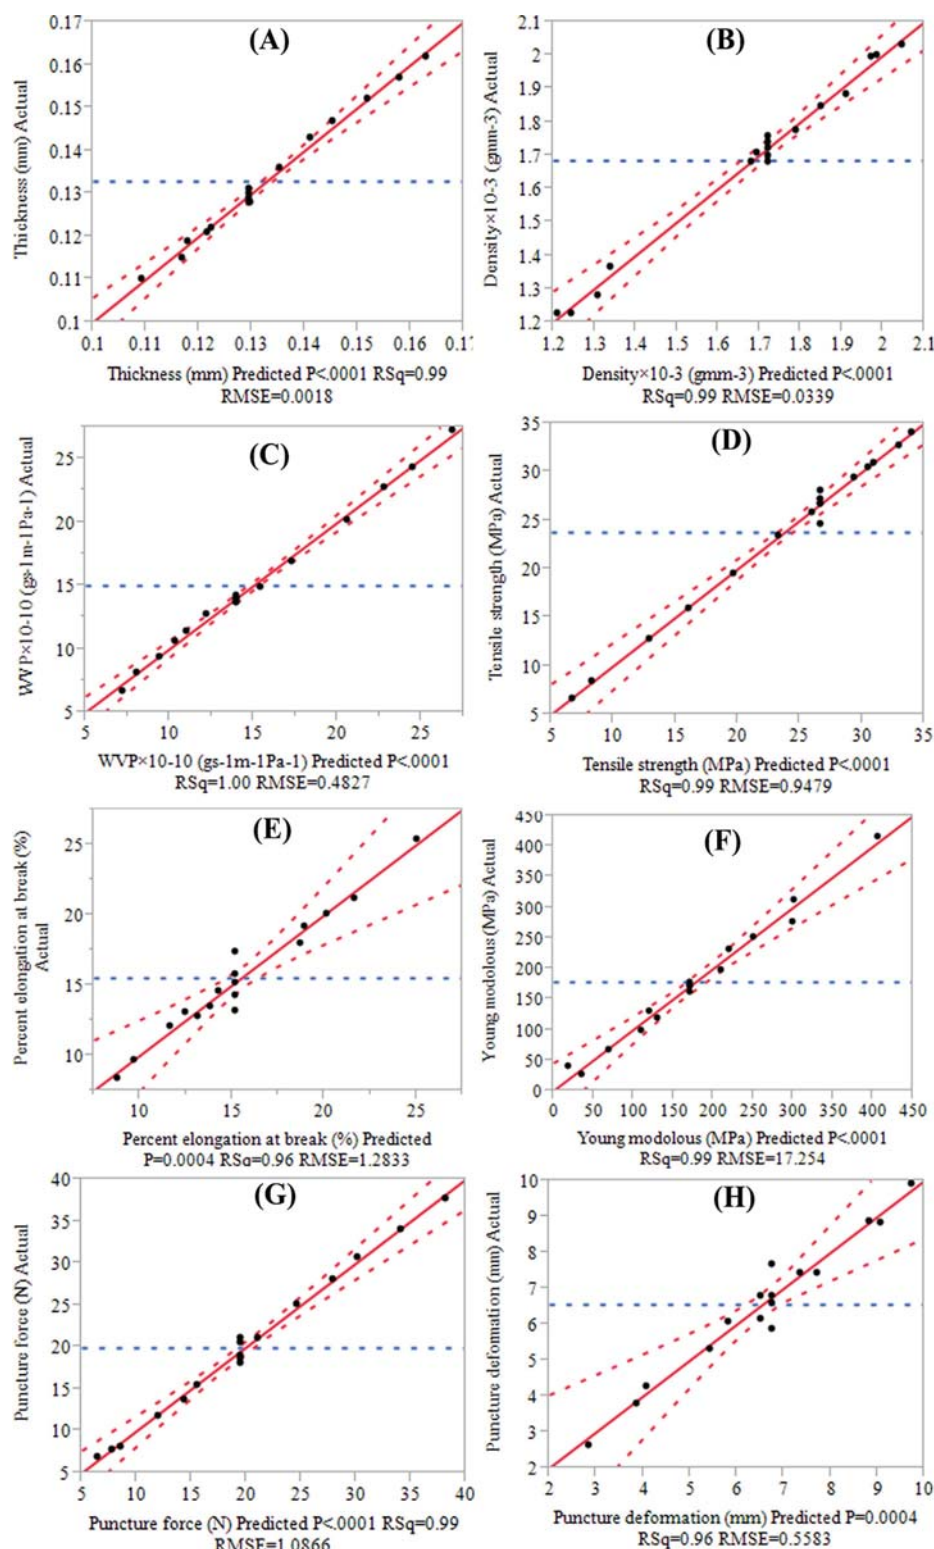 (A)
Thickness (mm) Actual
0.17
0.16
0.15
0.14
0.13
0.12
0.11
0.1
0.1 0.11 0.12 0.13 0.14 0.15 0.16
Thickness (mm) Predicted P<.0001 RSq=0.99
RMSE=0.0018
(B)
Density×10-3 (gmm-3) Actual
2.1
2
1.9
1.8
1.7
1.6
1.5
1.4
1.3
1.2
1.2 1.3 1.4 1.5 1.6 1.7 1.8 1.9 2 2.1
Density×10-3 (gmm-3) Predicted P<.0001
RSq=0.99 RMSE=0.0339
(C)
WVP×10-10 (gs-1m-1Pa-1) Actual
25
20
15
10
5
5 10 15 20 25
WVP×10-10 (gs-1m-1Pa-1) Predicted P<.0001
RSq=1.00 RMSE=0.4827
(D)
Tensile strength (MPa) Actual
35
30
25
20
15
10
5
5 10 15 20 25 30 35
Tensile strength (MPa) Predicted P<.0001
RSq=0.99 RMSE=0.9479
(E)
Percent elongation at break (%)
Actual
25
20
15
10
10 15 20 25
Percent elongation at break (%) Predicted
P=0.0004 RSq=0.96 RMSE=1.2833
(F)
Young modolous (MPa) Actual
450
400
350
300
250
200
150
100
50
0
0 50 100 150 200 250 300 350 400 450
Young modolous (MPa) Predicted P<.0001
RSq=0.99 RMSE=17.254
(G)
Puncture force (N) Actual
40
35
30
25
20
15
10
5
5 10 15 20 25 30 35 40
Puncture force (N) Predicted P<.0001 RSq=0.99
RMSE=1.0866
(H)
Puncture deformation (mm) Actual
10
9
8
7
6
5
4
3
2
2 3 4 5 6 7 8 9 10
Puncture deformation (mm) Predicted P=0.0004
RSq=0.96 RMSE=0.5583